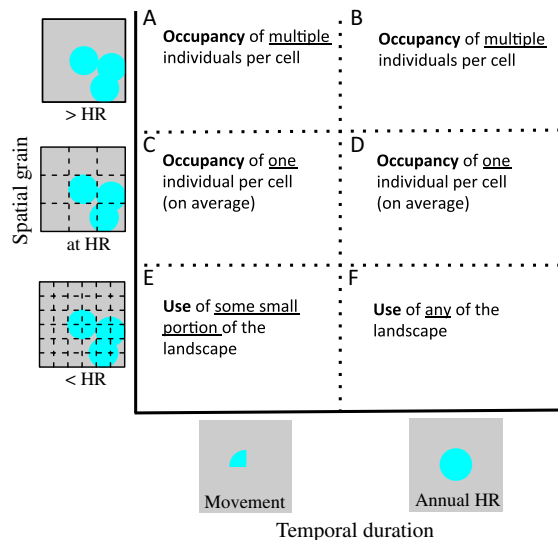 A
Occupancy of multiple
individuals per cell
B
Occupancy of multiple
individuals per cell
> HR
C
Occupancy of one
individual per cell
(on average)
D
Occupancy of one
individual per cell
(on average)
Spatial grain
at HR
E
Use of some small
portion of the
landscape
F
Use of any of the
landscape
< HR
Movement
Annual HR
Temporal duration